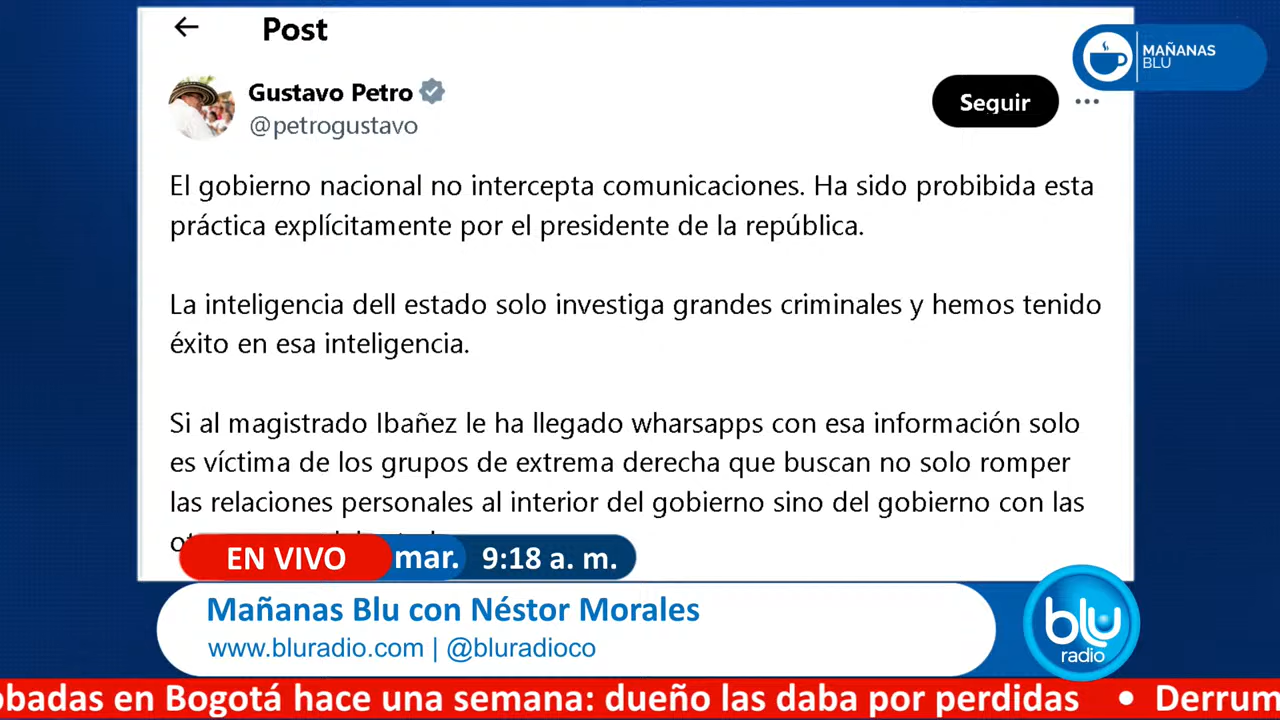 Post
MAÑANAS
BLU
Gustavo Petro
@petrogustavo
Seguir
El gobierno nacional no intercepta comunicaciones. Ha sido probibida esta
práctica explícitamente por el presidente de la república.
La inteligencia dell estado solo investiga grandes criminales y hemos tenido
éxito en esa inteligencia.
Si al magistrado Ibañez le ha llegado wharsapps con esa información solo
es víctima de los grupos de extrema derecha que buscan no solo romper
las relaciones personales al interior del gobierno sino del gobierno con las
EN VIVO mar. 9:18 a. m.
Mañanas Blu con Néstor Morales
www.bluradio.com | @bluradioco
blu
radio
obadas en Bogotá hace una semana: dueño las daba por perdidas • Derrum